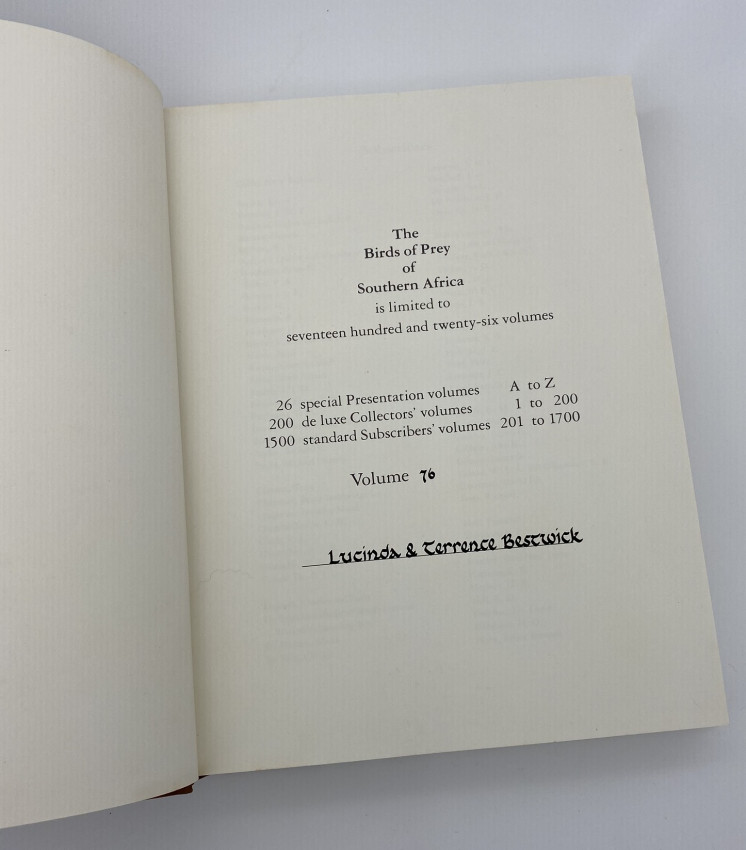 The
Birds of Prey
of
Southern Africa
is limited to
seventeen hundred and twenty-six volumes
26 special Presentation volumes A to Z
200 de luxe Collectors' volumes 1 to 200
1500 standard Subscribers' volumes 201 to 1700
Volume 76
Lucinda & Terrence Bestwick